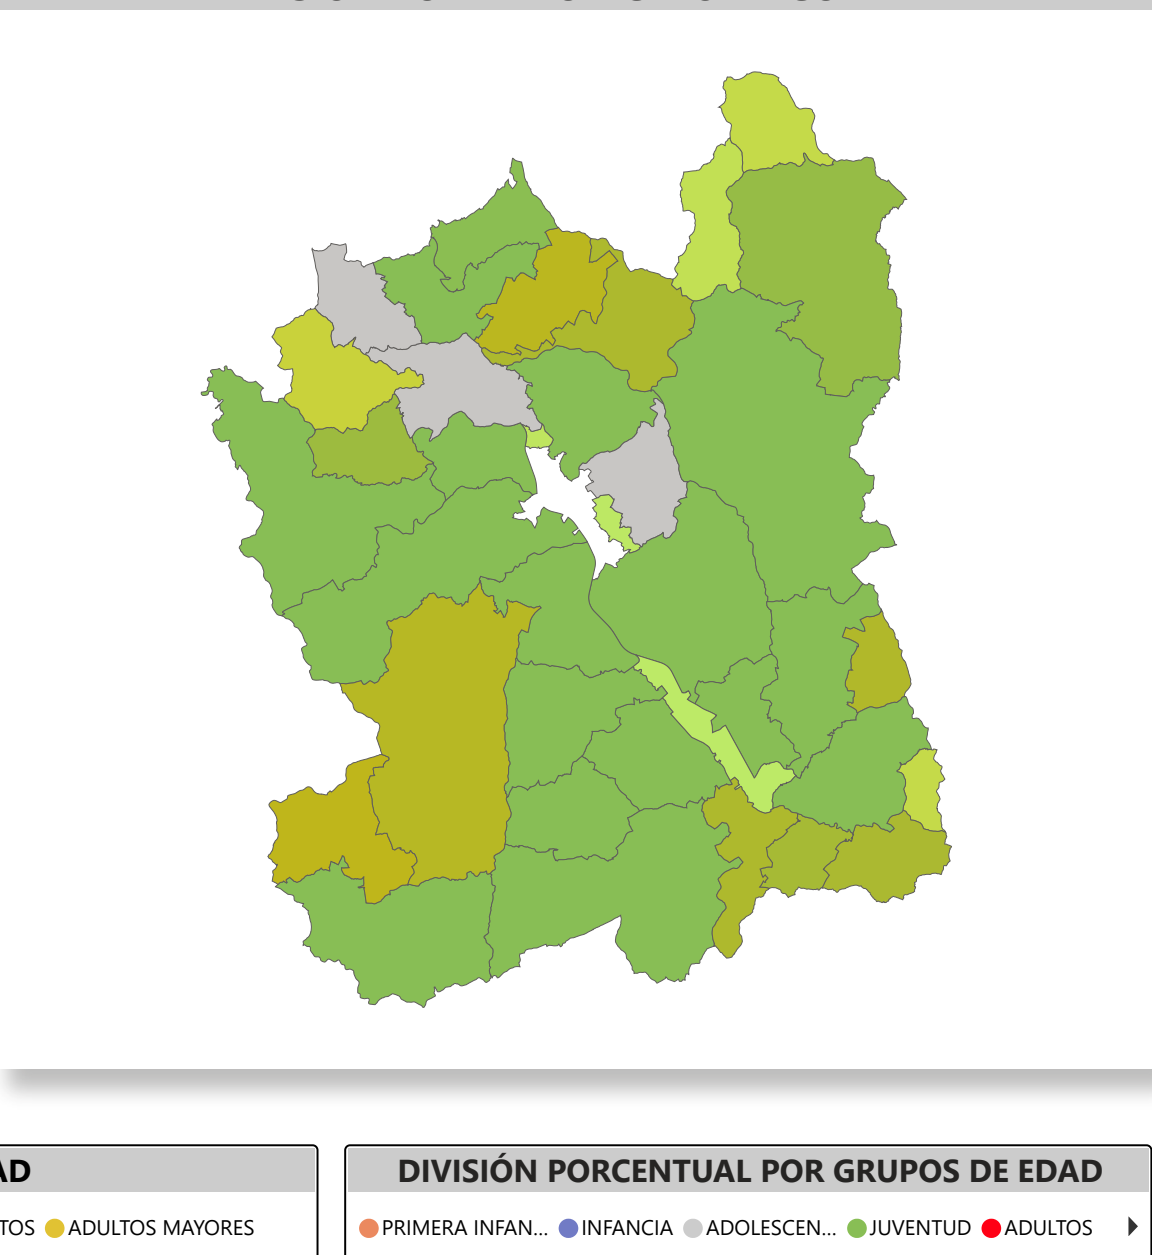 AD
TOS ADULTOS MAYORES
DIVISIÓN PORCENTUAL POR GRUPOS DE EDAD
PRIMERA INFAN... INFANCIA ADOLESCEN... JUVENTUD ADULTOS